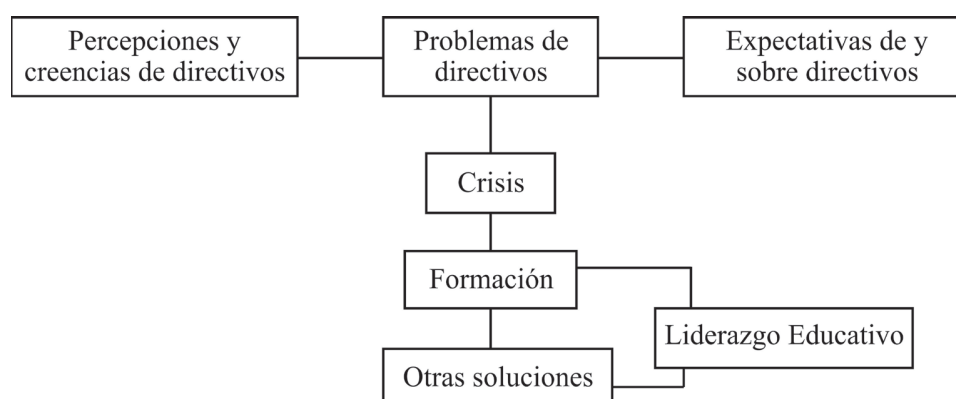 Percepciones y
creencias de directivos
Problemas de
directivos
Expectativas de y
sobre directivos
Crisis
Formación
Liderazgo Educativo
Otras soluciones